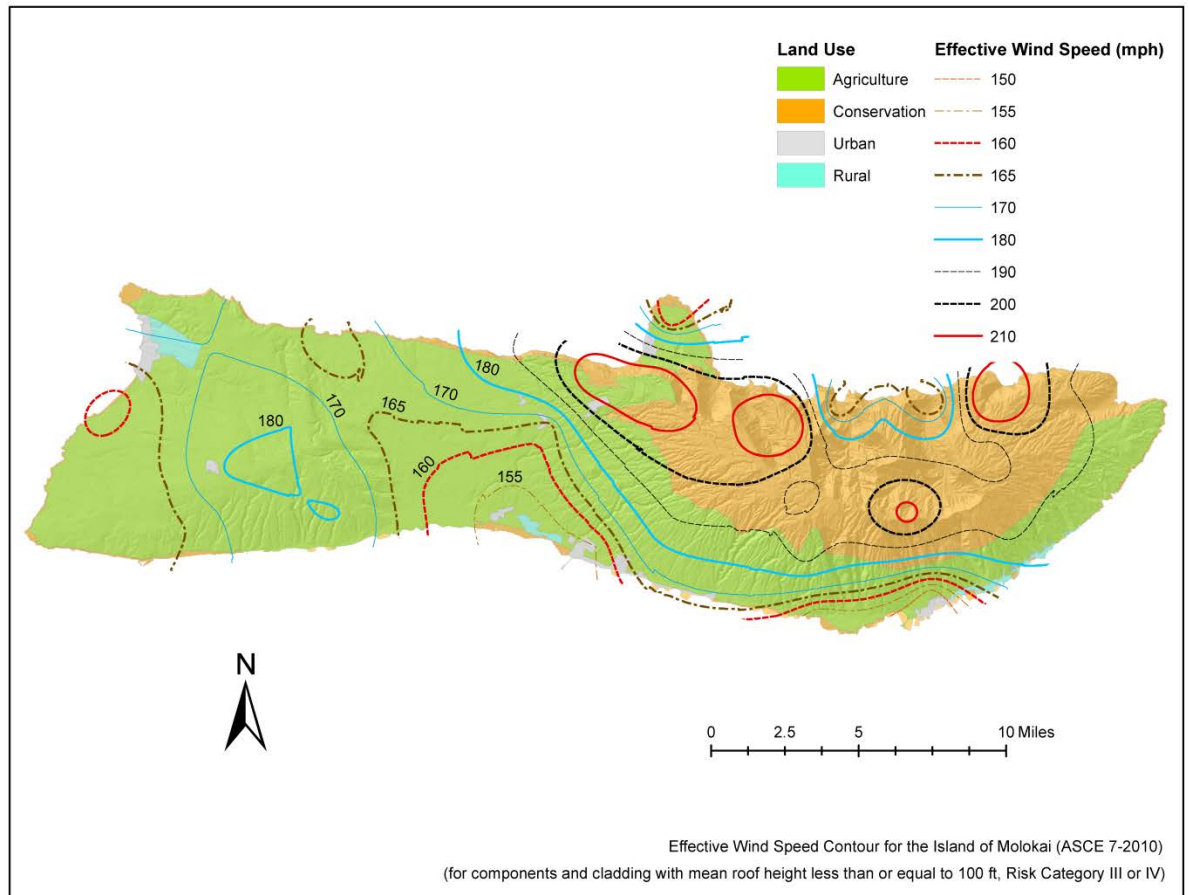 Land Use
Agriculture
Conservation
Urban
Rural
Effective Wind Speed (mph)
150
155
160
165
170
180
190
200
210
180
170
165
180
170
160
155
N
0 2.5 5 10 Miles
Effective Wind Speed Contour for the Island of Molokai (ASCE 7-2010)
(for components and cladding with mean roof height less than or equal to 100 ft, Risk Category III or IV)